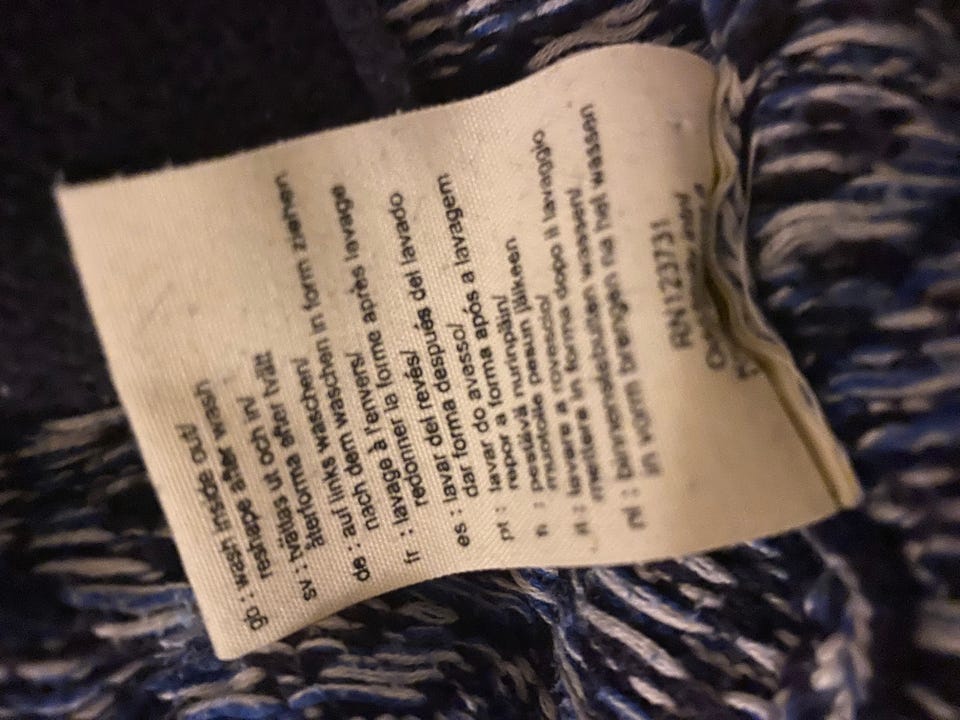 gb : wash inside out/
reshape after wash
sv : tvättas ut och in/
återforma efter tvätt
de : auf links waschen/
nach dem waschen in form ziehen
fr : lavage à l'envers/
redonner la forme après lavage
es : lavar del revés/
dar forma después del lavado
pt : lavar do avesso/
repor a forma após a lavagem
fi : pestävä nurinpäin/
muotoile pesun jälkeen
it : lavare a rovescio/
mettere in forma dopo il lavaggio
nl : binnenstebuiten wassen/
in vorm brengen na het wassen
RN1237731